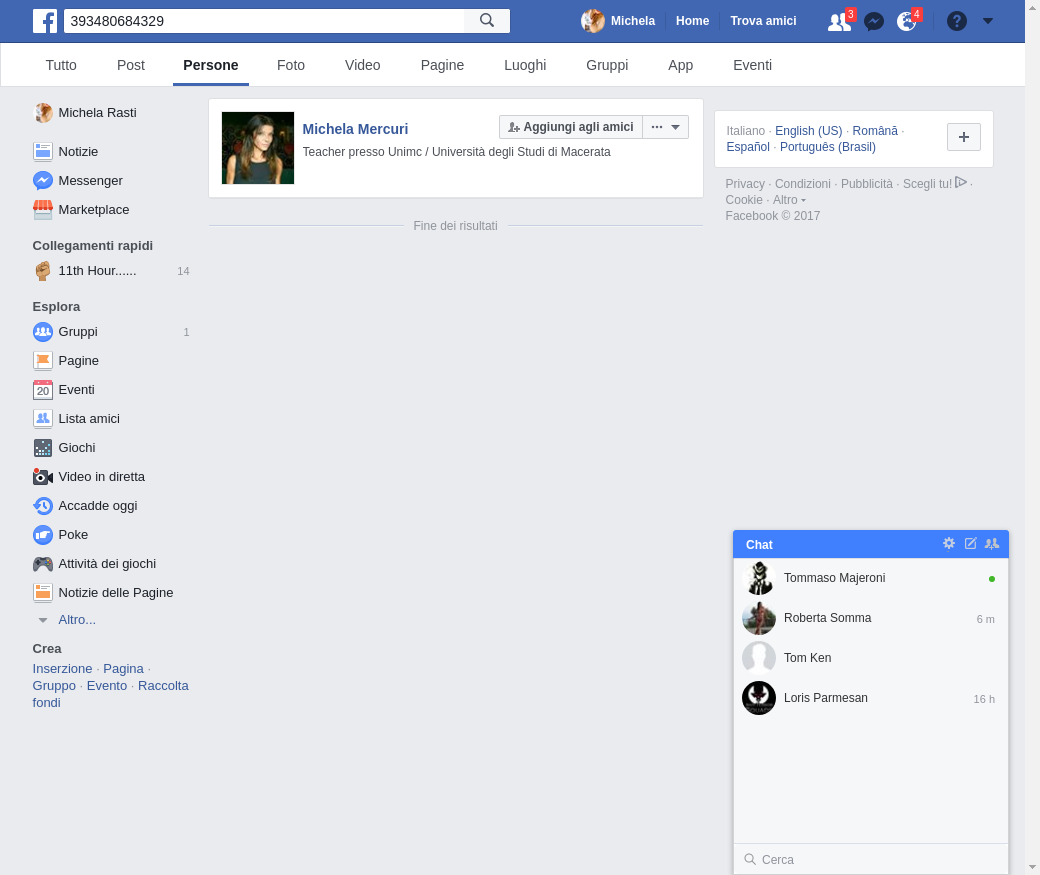 393480684329
Michela Home Trova amici 3 4
Tutto Post Persone Foto Video Pagine Luoghi Gruppi App Eventi
Michela Rasti
Notizie
Messenger
Marketplace
Collegamenti rapidi
11th Hour...... 14
Esplora
Gruppi 1
Pagine
20 Eventi
Lista amici
Giochi
Video in diretta
Accadde oggi
Poke
Attività dei giochi
Notizie delle Pagine
Altro...
Crea
Inserzione · Pagina ·
Gruppo · Evento · Raccolta
fondi
Michela Mercuri
Aggiungi agli amici ···
Teacher presso Unimc / Università degli Studi di Macerata
Fine dei risultati
Italiano · English (US) · Română ·
Español · Português (Brasil)
Privacy · Condizioni · Pubblicità · Scegli tu! ·
Cookie · Altro
Facebook © 2017
Chat
Tommaso Majeroni
Roberta Somma 6 m
Tom Ken
Loris Parmesan 16 h
Cerca